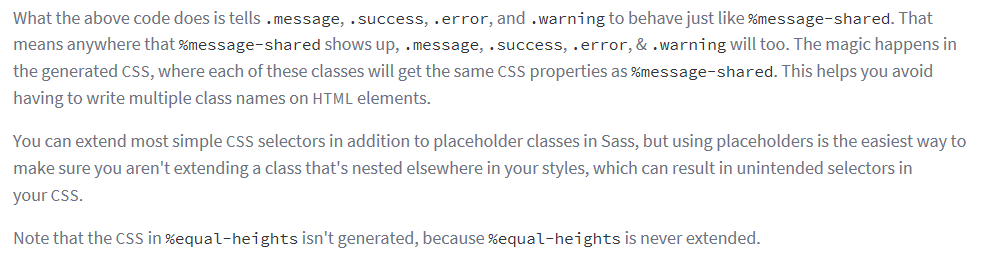 What the above code does is tells .message, .success, .error, and .warning to behave just like %message-shared. That
means anywhere that %message-shared shows up, .message, .success, .error, & .warning will too. The magic happens in
the generated CSS, where each of these classes will get the same CSS properties as %message-shared. This helps you avoid
having to write multiple class names on HTML elements.
You can extend most simple CSS selectors in addition to placeholder classes in Sass, but using placeholders is the easiest way to
make sure you aren't extending a class that's nested elsewhere in your styles, which can result in unintended selectors in
your CSS.
Note that the CSS in %equal-heights isn't generated, because %equal-heights is never extended.